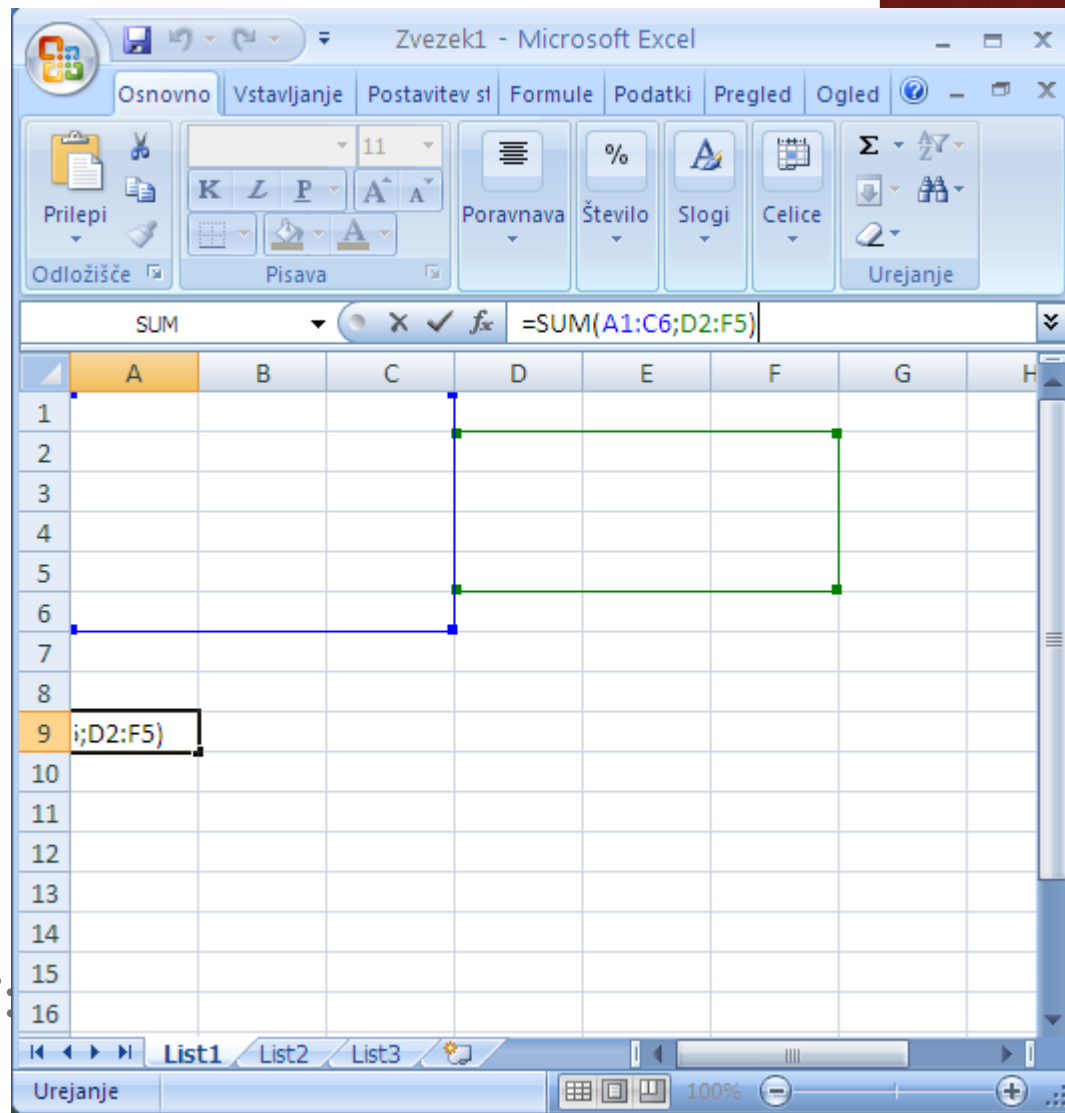 Zvezek1 - Microsoft Excel
Osnovno Vstavljanje Postavitev st Formule Podatki Pregled Ogled
Prilepi
11
K L P A A
A
Poravnava Število Slogi Celice
% A Σ A Z
Odložišče Pisava Urejanje
SUM fx =SUM(A1:C6;D2:F5)
A B C D E F G H
1
2
3
4
5
6
7
8
9 ;D2:F5)
10
11
12
13
14
15
16
List1 List2 List3
Urejanje 100%